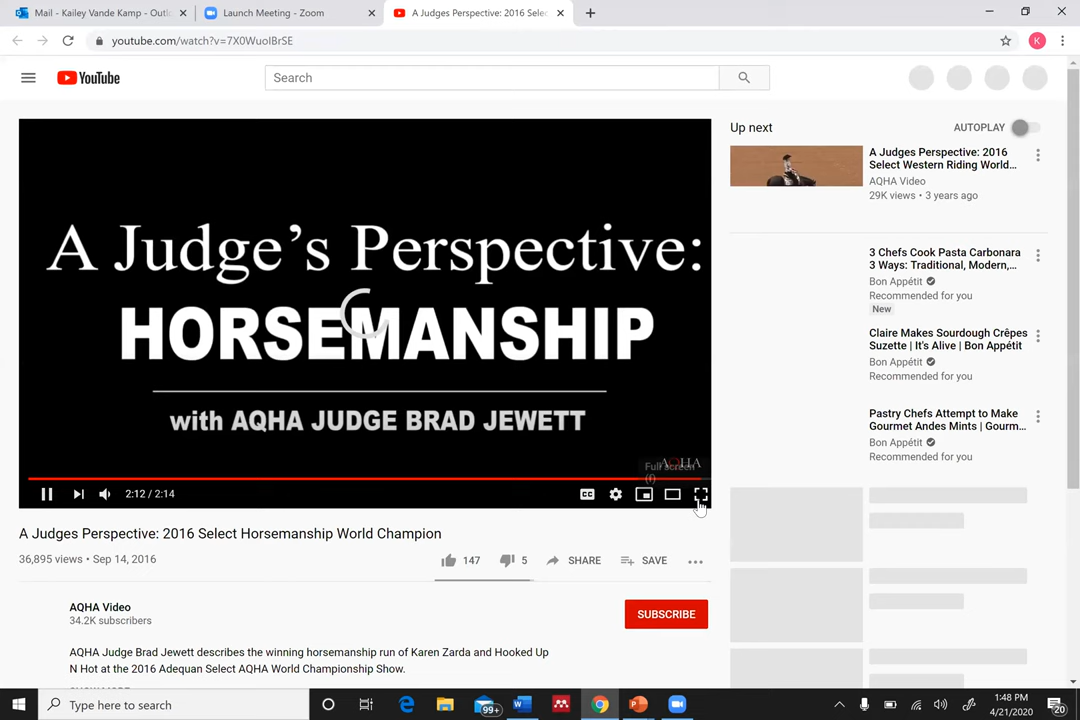 Mail - Kailey Vande Kamp - Outl
Launch Meeting - Zoom
A Judges Perspective: 2016 Selec
youtube.com/watch?v=7X0WuoIBrSE
K
YouTube
Search
A Judge's Perspective:
HORSEMANSHIP
with AQHA JUDGE BRAD JEWETT
AQHA
Full screen
(f)
2:12 / 2:14
CC
A Judges Perspective: 2016 Select Horsemanship World Champion
36,895 views • Sep 14, 2016
147
5
SHARE
SAVE
AQHA Video
34.2K subscribers
SUBSCRIBE
AQHA Judge Brad Jewett describes the winning horsemanship run of Karen Zarda and Hooked Up
N Hot at the 2016 Adequan Select AQHA World Championship Show.
Up next
AUTOPLAY
A Judges Perspective: 2016
Select Western Riding World...
AQHA Video
29K views • 3 years ago
3 Chefs Cook Pasta Carbonara
3 Ways: Traditional, Modern,...
Bon Appétit
Recommended for you
New
Claire Makes Sourdough Crêpes
Suzette | It's Alive | Bon Appétit
Bon Appétit
Recommended for you
Pastry Chefs Attempt to Make
Gourmet Andes Mints | Gourm...
Bon Appétit
Recommended for you
Type here to search
99+
1:48 PM
4/21/2020
20